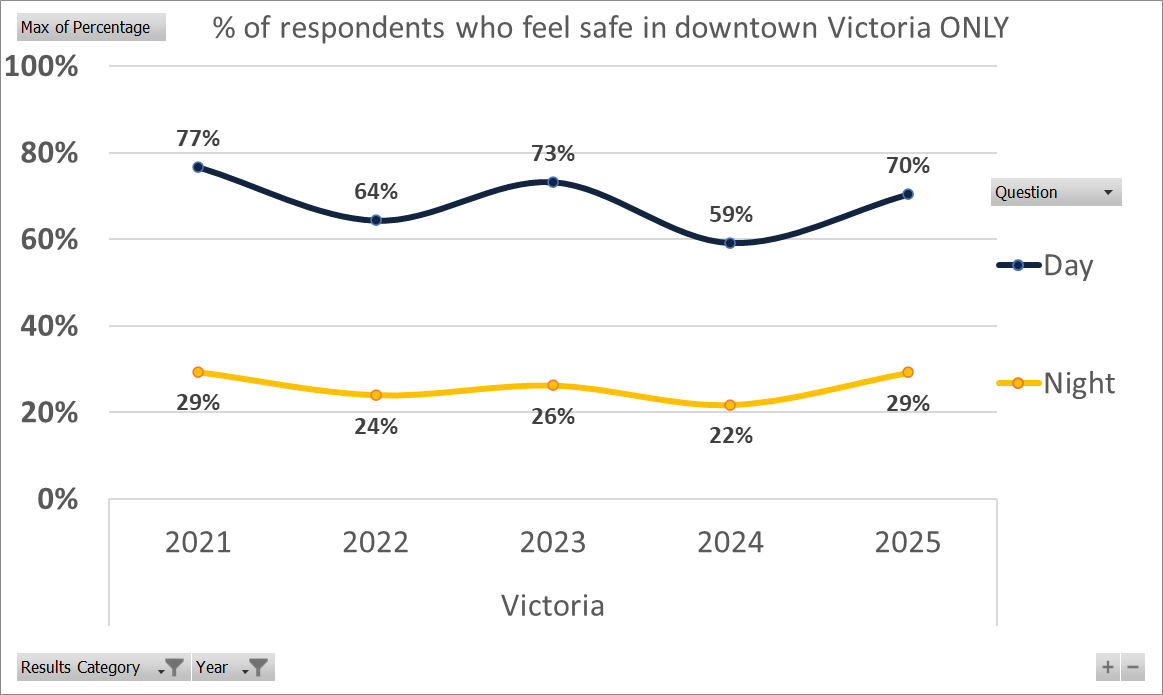 Max of Percentage
% of respondents who feel safe in downtown Victoria ONLY
100%
80%
60%
40%
20%
0%
77%
64%
73%
59%
70%
29%
24%
26%
22%
29%
Question
Day
Night
2021 2022 2023 2024 2025
Victoria
Results Category Year
+ −